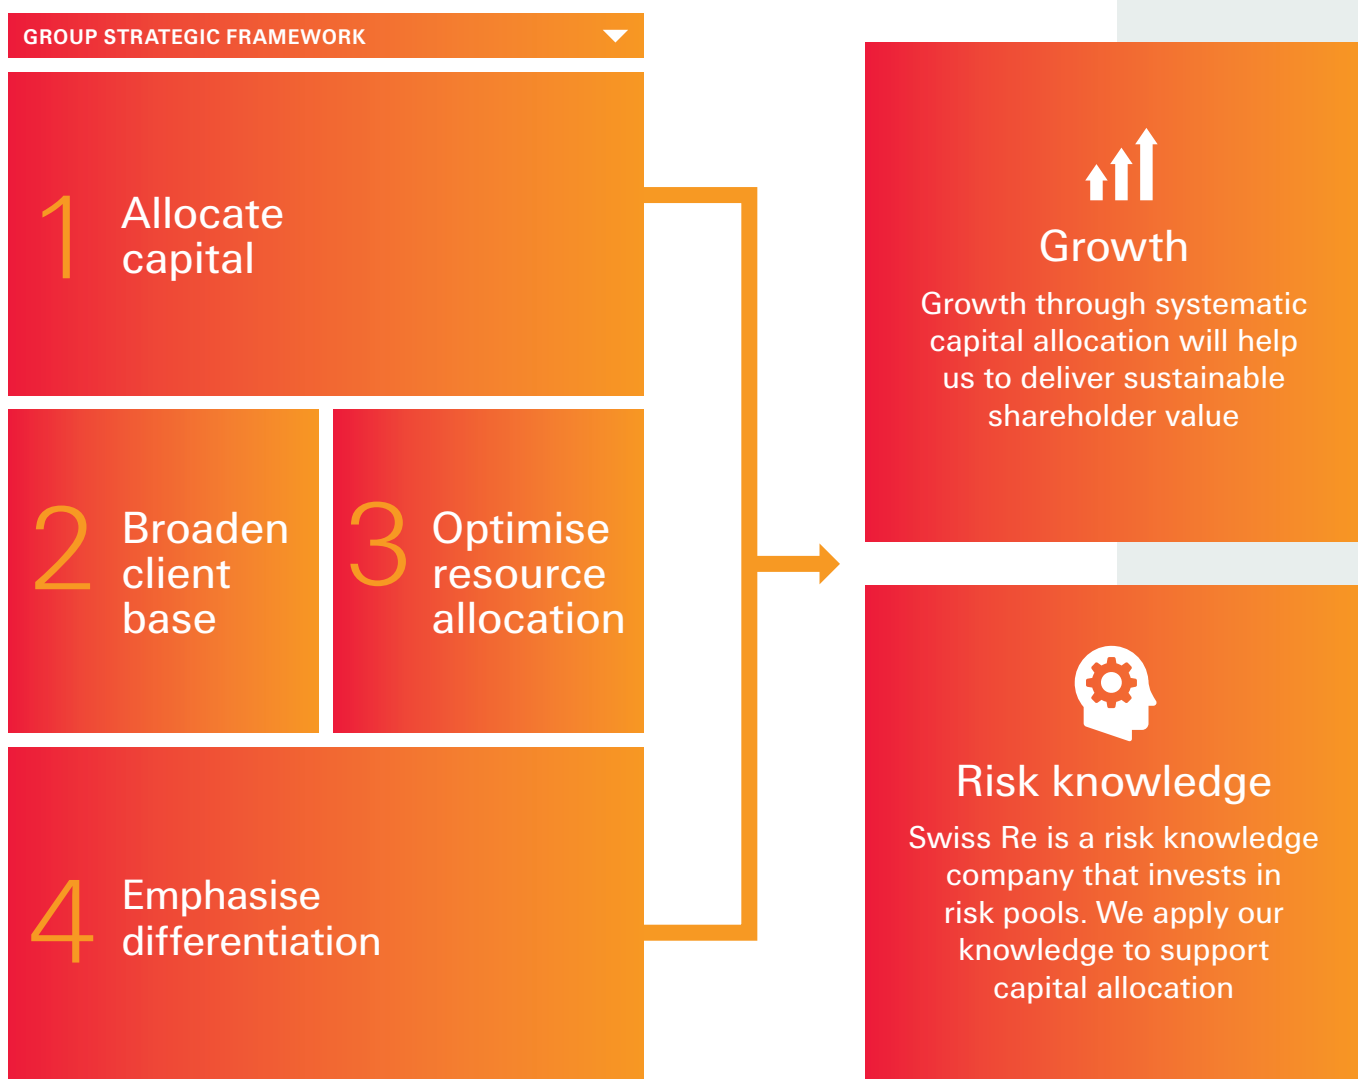 GROUP STRATEGIC FRAMEWORK
1
Allocate
capital
2
Broaden
client
base
3
Optimise
resource
allocation
4
Emphasise
differentiation
Growth
Growth through systematic
capital allocation will help
us to deliver sustainable
shareholder value
Risk knowledge
Swiss Re is a risk knowledge
company that invests in
risk pools. We apply our
knowledge to support
capital allocation